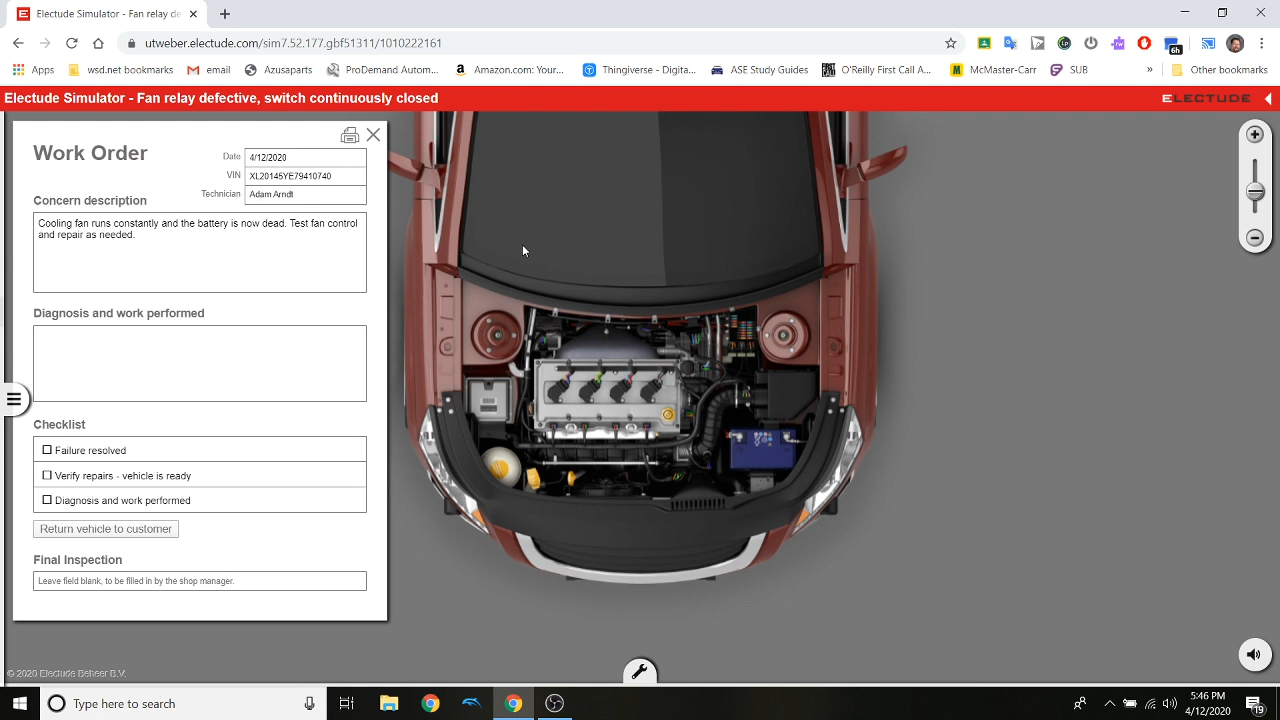 Electude Simulator - Fan relay de
utweber.electude.com/sim7.52.177.gbf51311/1010222161
6h
Apps
wsd.net bookmarks
email
Azusaparts
ProDemand Autom...
Amazon.com: Your...
Thingiverse - Digita...
ASE Study Guides
O'Reilly First Call A...
McMaster-Carr
SUB
»
Other bookmarks
Electude Simulator - Fan relay defective, switch continuously closed
ELECTUDE
Work Order
Date 4/12/2020
VIN XL20145YE79410740
Technician Adam Arndt
Concern description
Cooling fan runs constantly and the battery is now dead. Test fan control
and repair as needed.
Diagnosis and work performed
Checklist
Failure resolved
Verify repairs - vehicle is ready
Diagnosis and work performed
Return vehicle to customer
Final Inspection
Leave field blank, to be filled in by the shop manager.
© 2020 Electude Beheer B.V.
Type here to search
5:46 PM
4/12/2020
19